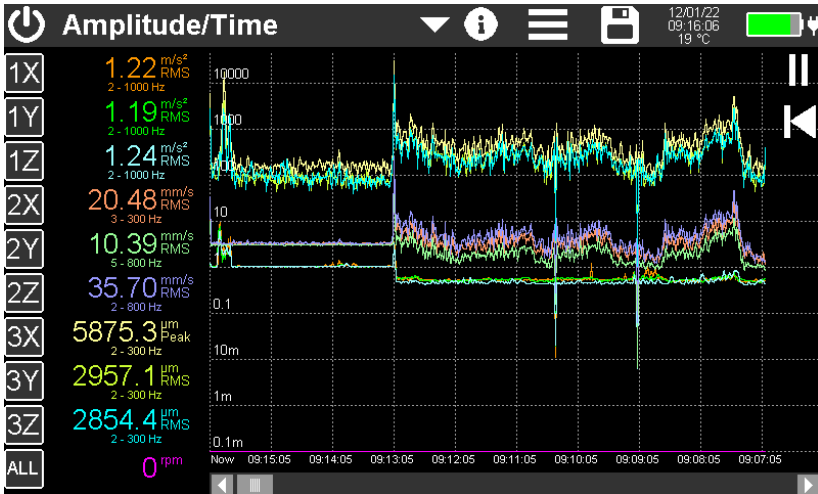 Amplitude/Time
12/01/22
09:16:06
19 °C
1X 1.22 m/s² RMS
2 - 1000 Hz
1Y 1.19 m/s² RMS
2 - 1000 Hz
1Z 1.24 m/s² RMS
2 - 1000 Hz
2X 20.48 mm/s RMS
3 - 300 Hz
2Y 10.39 mm/s RMS
5 - 800 Hz
2Z 35.70 mm/s RMS
2 - 800 Hz
3X 5875.3 µm Peak
2 - 300 Hz
3Y 2957.1 µm RMS
2 - 300 Hz
3Z 2854.4 µm RMS
2 - 300 Hz
ALL 0 rpm
10000
10
0.1
10m
1m
0.1m
Now 09:15:05 09:14:05 09:13:05 09:12:05 09:11:05 09:10:05 09:09:05 09:08:05 09:07:05